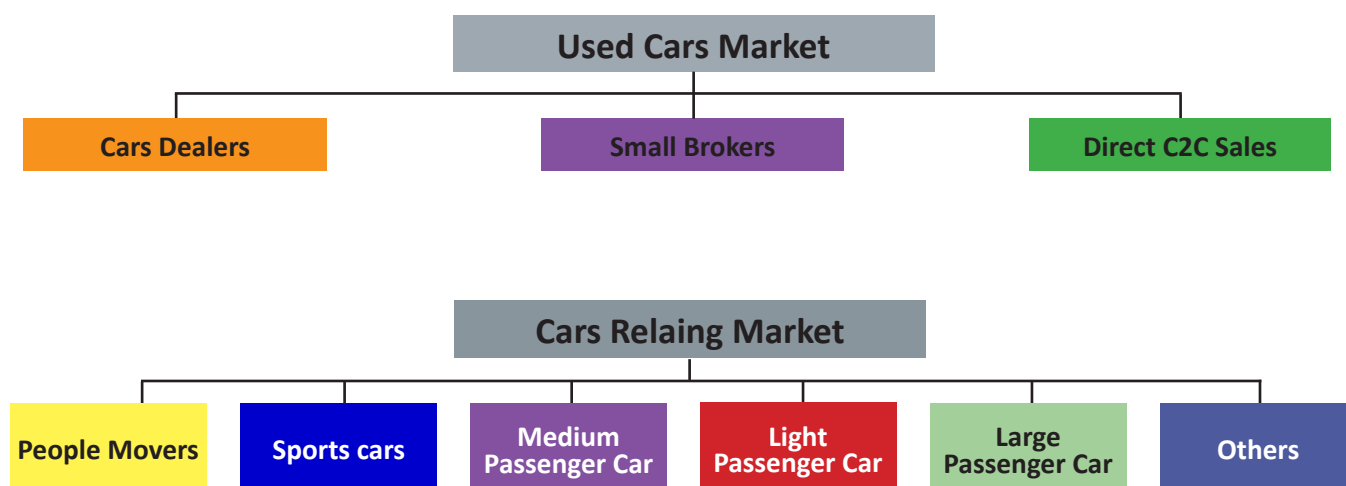 Used Cars Market
Cars Dealers
Small Brokers
Direct C2C Sales
Cars Relaing Market
People Movers
Sports cars
Medium
Passenger Car
Light
Passenger Car
Large
Passenger Car
Others